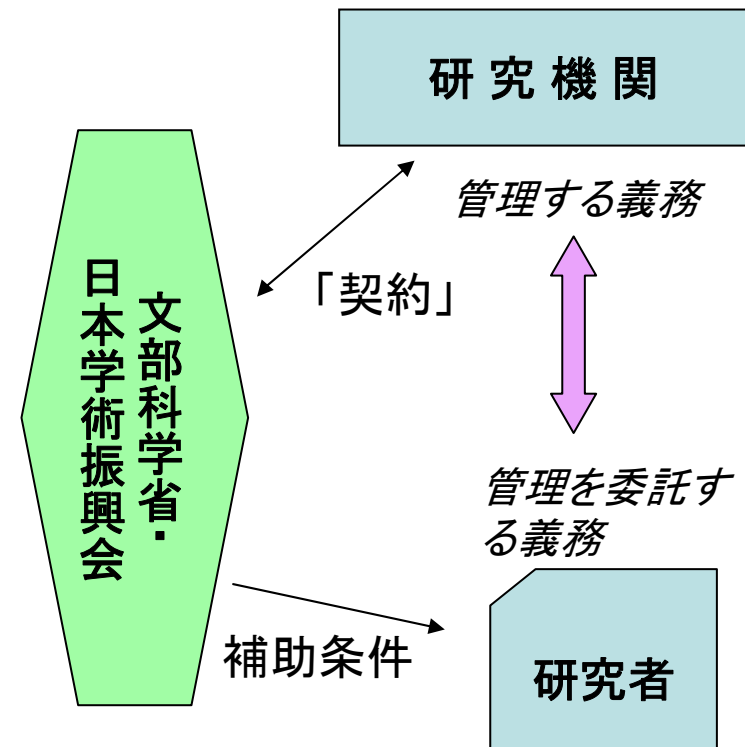 研究機関
管理する義務
「契約」
文部科学省・
日本学術振興会
管理を委託す
る義務
補助条件
研究者